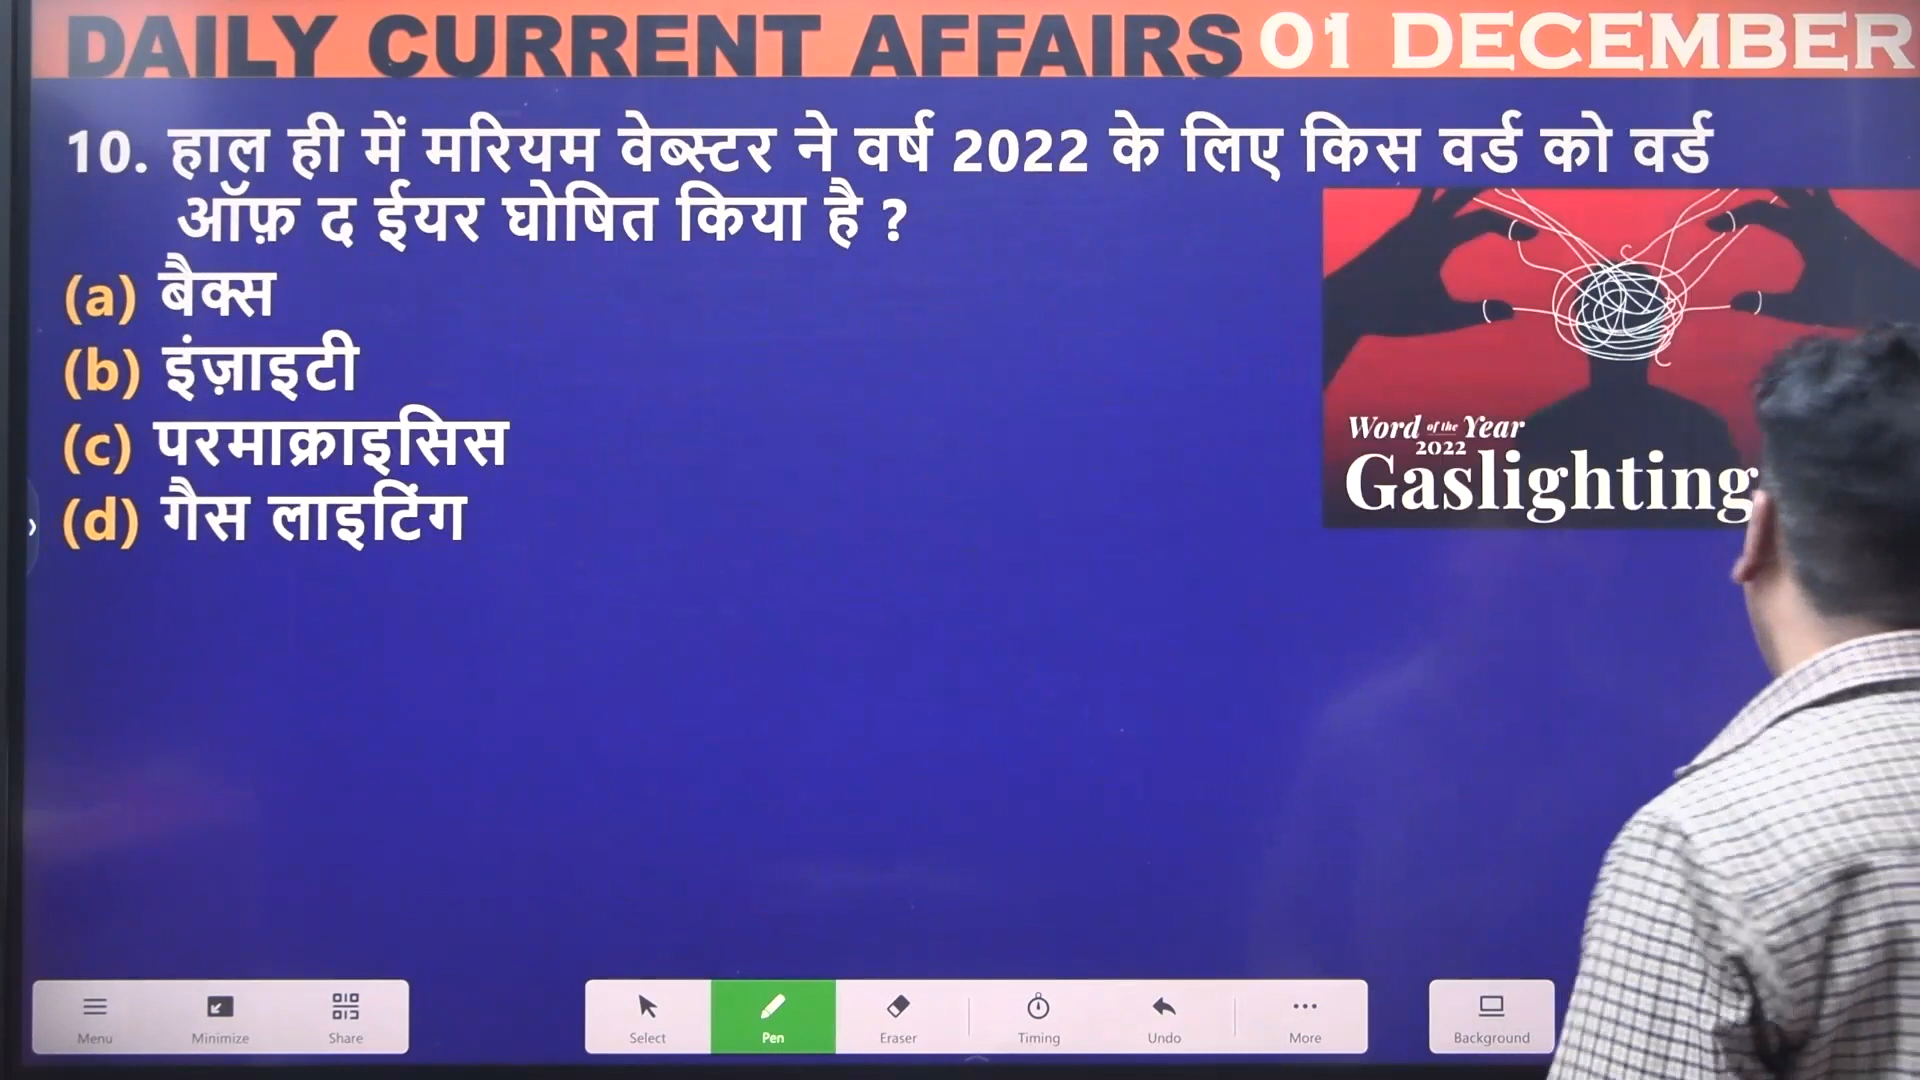 DAILY CURRENT AFFAIRS 01 DECEMBER
10. हाल ही में मरियम वेब्स्टर ने वर्ष 2022 के लिए किस वर्ड को वर्ड
ऑफ़ द ईयर घोषित किया है ?
(a) बैक्स
(b) इंज़ाइटी
(c) परमाक्राइसिस
(d) गैस लाइटिंग
Word of the Year
2022
Gaslighting
Menu Minimize Share Select Pen Eraser Timing Undo More Background